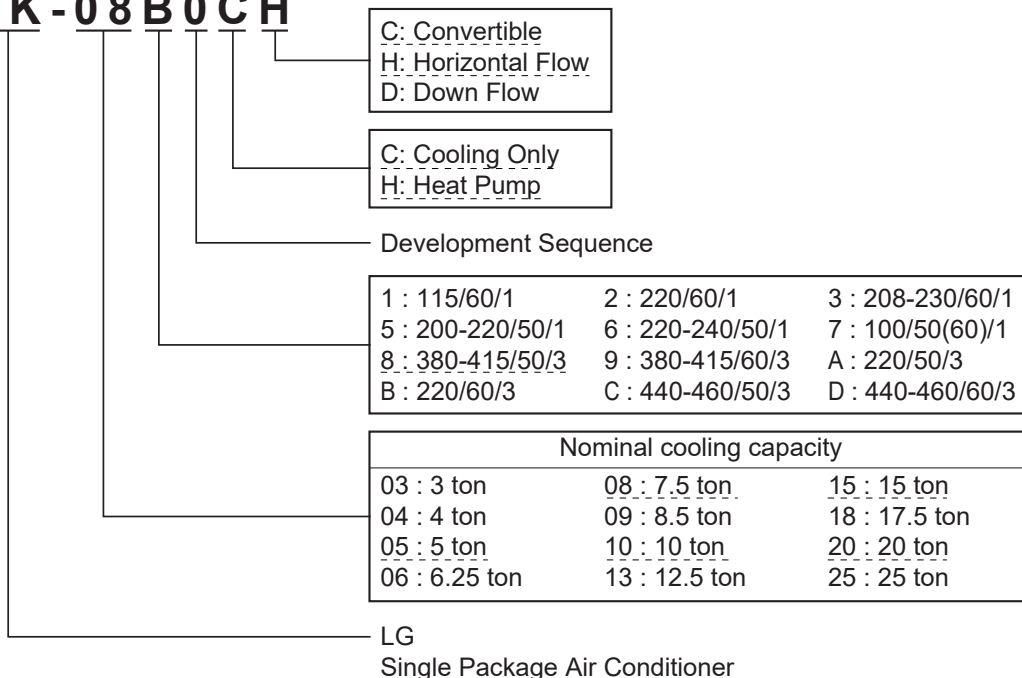 K-08B0CH
C: Convertible
H: Horizontal Flow
D: Down Flow
C: Cooling Only
H: Heat Pump
Development Sequence
1 : 115/60/1 2 : 220/60/1 3 : 208-230/60/1
5 : 200-220/50/1 6 : 220-240/50/1 7 : 100/50(60)/1
8 : 380-415/50/3 9 : 380-415/60/3 A : 220/50/3
B : 220/60/3 C : 440-460/50/3 D : 440-460/60/3
Nominal cooling capacity
03 : 3 ton 08 : 7.5 ton 15 : 15 ton
04 : 4 ton 09 : 8.5 ton 18 : 17.5 ton
05 : 5 ton 10 : 10 ton 20 : 20 ton
06 : 6.25 ton 13 : 12.5 ton 25 : 25 ton
LG
Single Package Air Conditioner